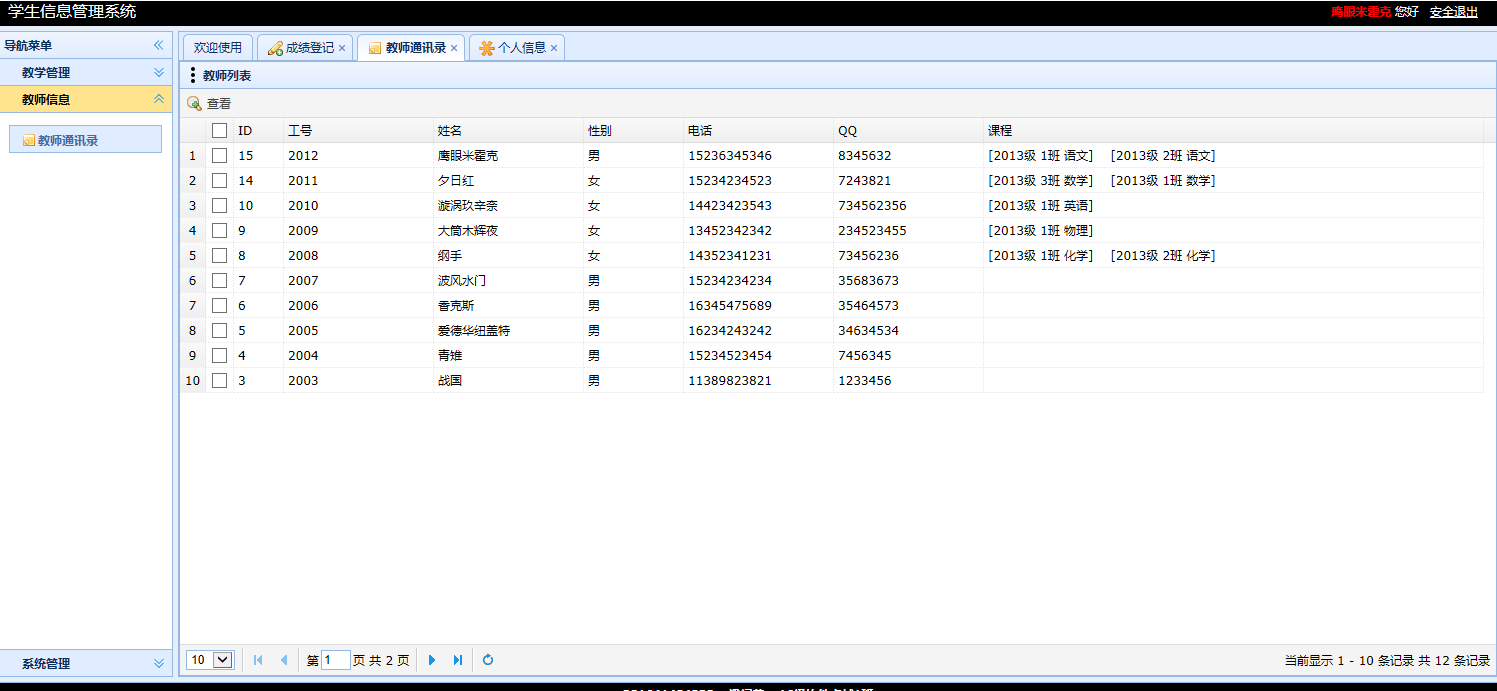 学生信息管理系统 鹰眼米霍克 您好 安全退出
导航菜单
教学管理
教师信息
教师通讯录
系统管理
欢迎使用 成绩登记 教师通讯录 个人信息
教师列表
查看
ID 工号 姓名 性别 电话 QQ 课程
1 15 2012 鹰眼米霍克 男 15236345346 8345632 [2013级 1班 语文] [2013级 2班 语文]
2 14 2011 夕日红 女 15234234523 7243821 [2013级 3班 数学] [2013级 1班 数学]
3 10 2010 漩涡玖辛奈 女 14423423543 734562356 [2013级 1班 英语]
4 9 2009 大筒木辉夜 女 13452342342 234523455 [2013级 1班 物理]
5 8 2008 纲手 女 14352341231 73456236 [2013级 1班 化学] [2013级 2班 化学]
6 7 2007 波风水门 男 15234234234 35683673
7 6 2006 香克斯 男 16345475689 35464573
8 5 2005 爱德华纽盖特 男 16234243242 34634534
9 4 2004 青雉 男 15234523454 7456345
10 3 2003 战国 男 11389823821 1233456
10 第 1 页 共 2 页 当前显示 1 - 10 条记录 共 12 条记录